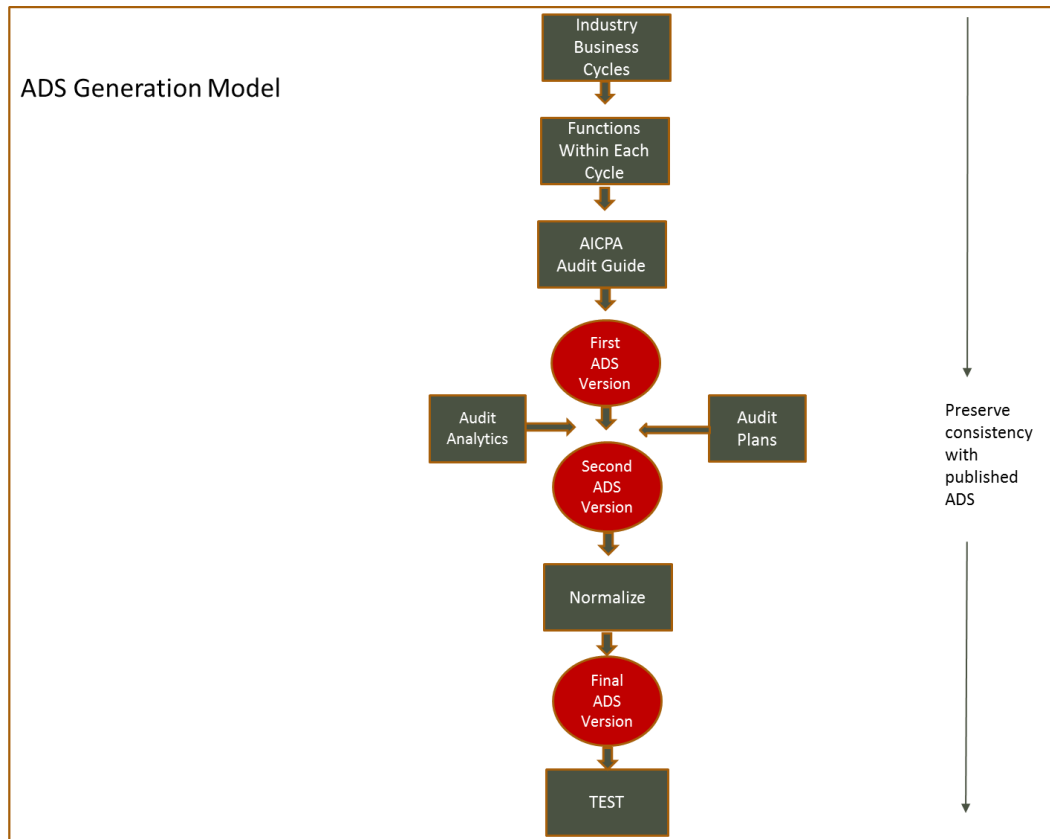 Industry
Business
Cycles
ADS Generation Model
Functions
Within Each
Cycle
AICPA
Audit Guide
First
ADS
Version
Audit
Analytics
Audit
Plans
Preserve
consistency
with
published
ADS
Second
ADS
Version
Normalize
Final
ADS
Version
TEST